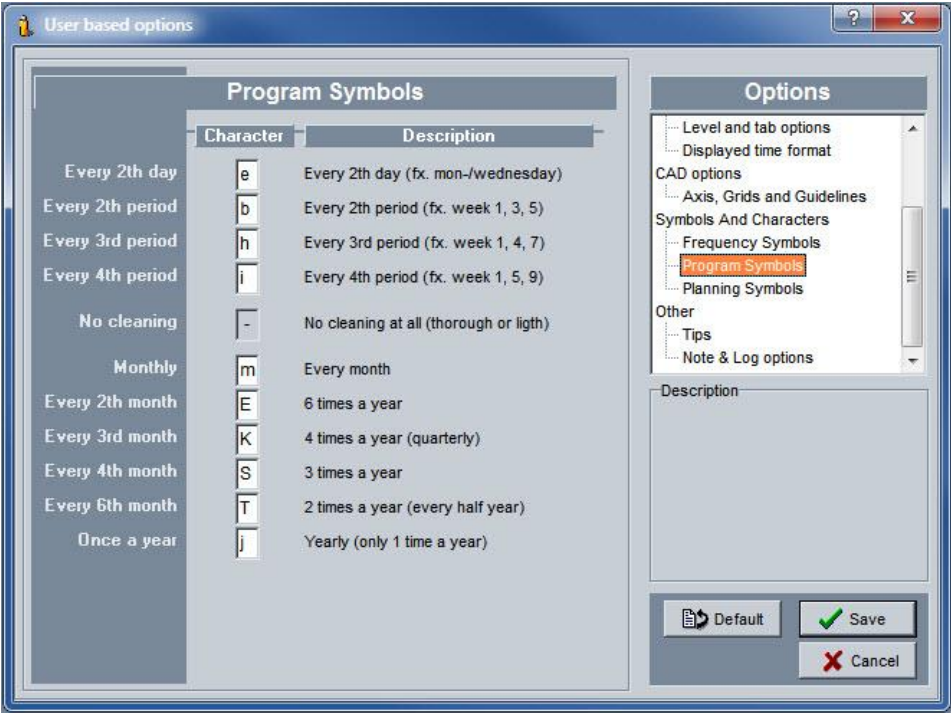 User based options
Program Symbols
Character Description
Every 2th day e Every 2th day (fx. mon-/wednesday)
Every 2th period b Every 2th period (fx. week 1, 3, 5)
Every 3rd period h Every 3rd period (fx. week 1, 4, 7)
Every 4th period i Every 4th period (fx. week 1, 5, 9)
No cleaning - No cleaning at all (thorough or ligth)
Monthly m Every month
Every 2th month E 6 times a year
Every 3rd month K 4 times a year (quarterly)
Every 4th month S 3 times a year
Every 6th month T 2 times a year (every half year)
Once a year j Yearly (only 1 time a year)
Options
Level and tab options
Displayed time format
CAD options
Axis, Grids and Guidelines
Symbols And Characters
Frequency Symbols
Program Symbols
Planning Symbols
Other
Tips
Note & Log options
Description
Default Save
Cancel